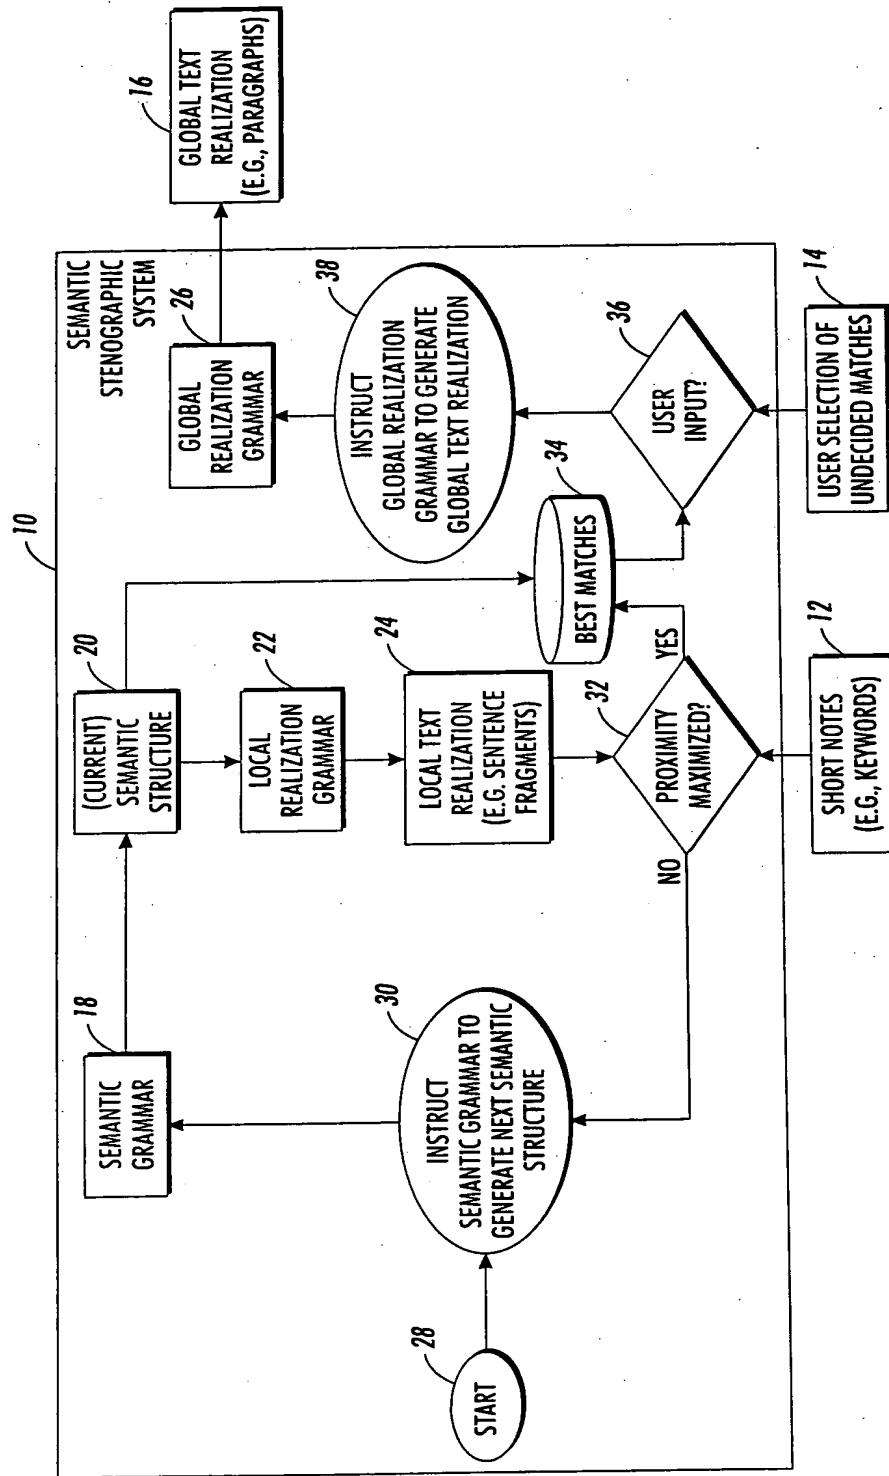 10
SEMANTIC
STENOGRAPHIC
SYSTEM
18
SEMANTIC
GRAMMAR
20
(CURRENT)
SEMANTIC
STRUCTURE
26
GLOBAL
REALIZATION
GRAMMAR
16
GLOBAL TEXT
REALIZATION
(E.G., PARAGRAPHS)
22
LOCAL
REALIZATION
GRAMMAR
24
LOCAL TEXT
REALIZATION
(E.G. SENTENCE
FRAGMENTS)
38
INSTRUCT
GLOBAL REALIZATION
GRAMMAR TO GENERATE
GLOBAL TEXT REALIZATION
28
START
30
INSTRUCT
SEMANTIC GRAMMAR TO
GENERATE NEXT SEMANTIC
STRUCTURE
NO
32
PROXIMITY
MAXIMIZED?
YES
34
BEST MATCHES
36
USER
INPUT?
12
SHORT NOTES
(E.G., KEYWORDS)
14
USER SELECTION OF
UNDECIDED MATCHES